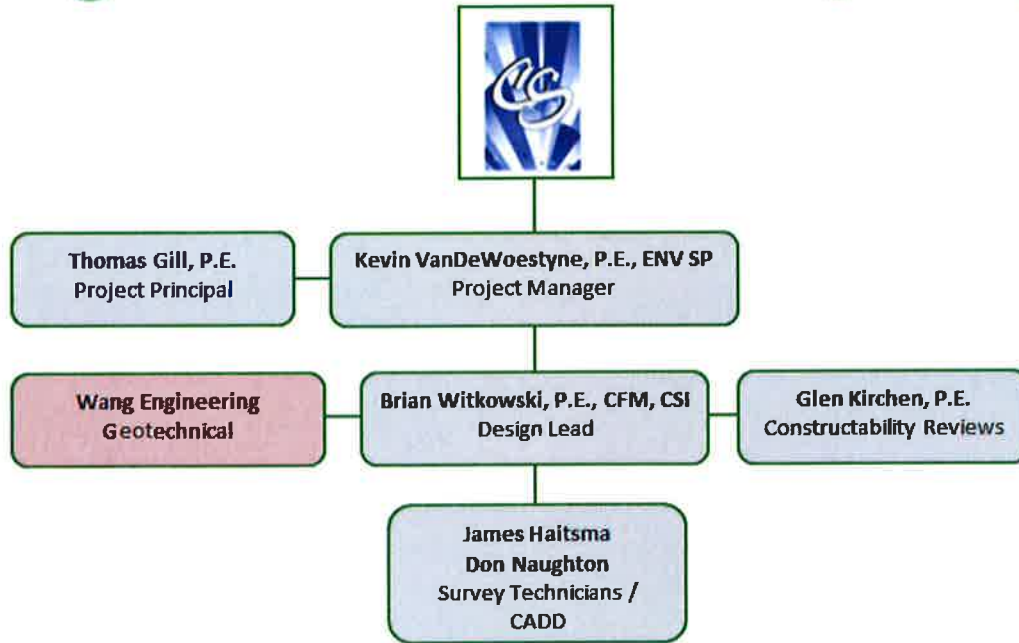 CS
Thomas Gill, P.E.
Project Principal
Kevin VanDeWoestyne, P.E., ENV SP
Project Manager
Wang Engineering
Geotechnical
Brian Witkowski, P.E., CFM, CSI
Design Lead
Glen Kirchen, P.E.
Constructability Reviews
James Haitsma
Don Naughton
Survey Technicians /
CADD